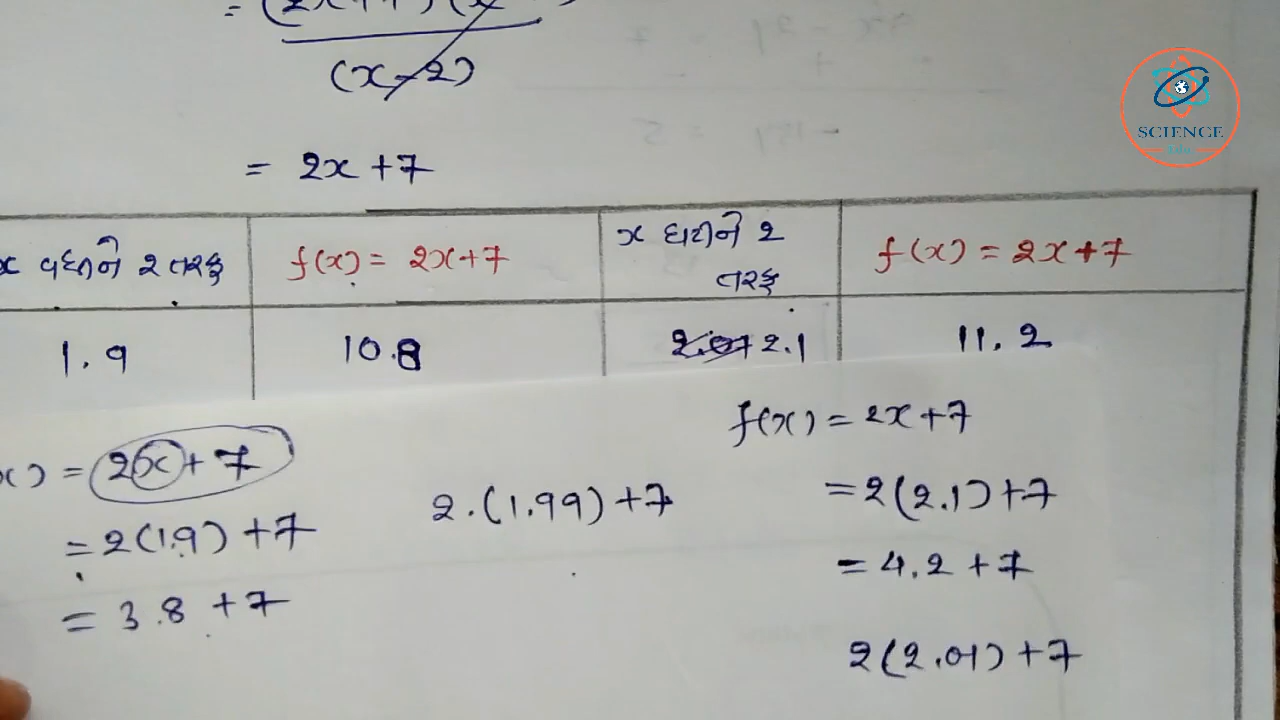 = (2x+7)(x
(x-2)
= 2x+7
x વધીને 2 તરફ f(x) = 2x+7 x ઘટીને 2 તરફ f(x) = 2x+7
1.9 10.8 2.1 11.2
x) = 2x+7
= 2(1.9)+7
= 3.8 +7
2.(1.99)+7
f(x) = 2x+7
=2(2.1)+7
= 4.2 +7
2(2.01)+7
SCIENCE